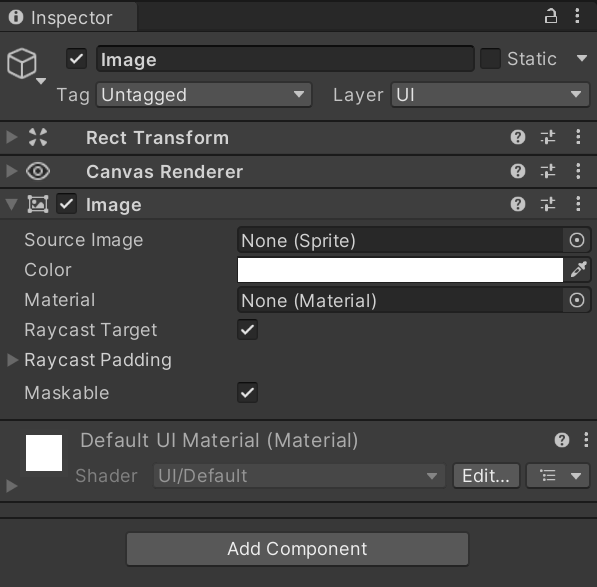 Inspector
Image
Static
Tag Untagged Layer UI
Rect Transform
Canvas Renderer
Image
Source Image None (Sprite)
Color
Material None (Material)
Raycast Target
Raycast Padding
Maskable
Default UI Material (Material)
Shader UI/Default Edit...
Add Component